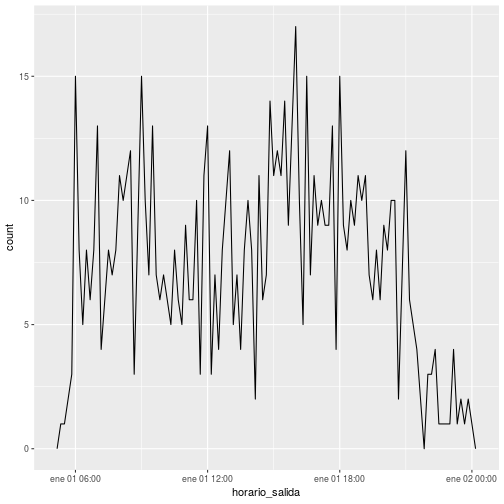 count
15
10
5
0
ene 01 06:00
ene 01 12:00
ene 01 18:00
ene 02 00:00
horario_salida